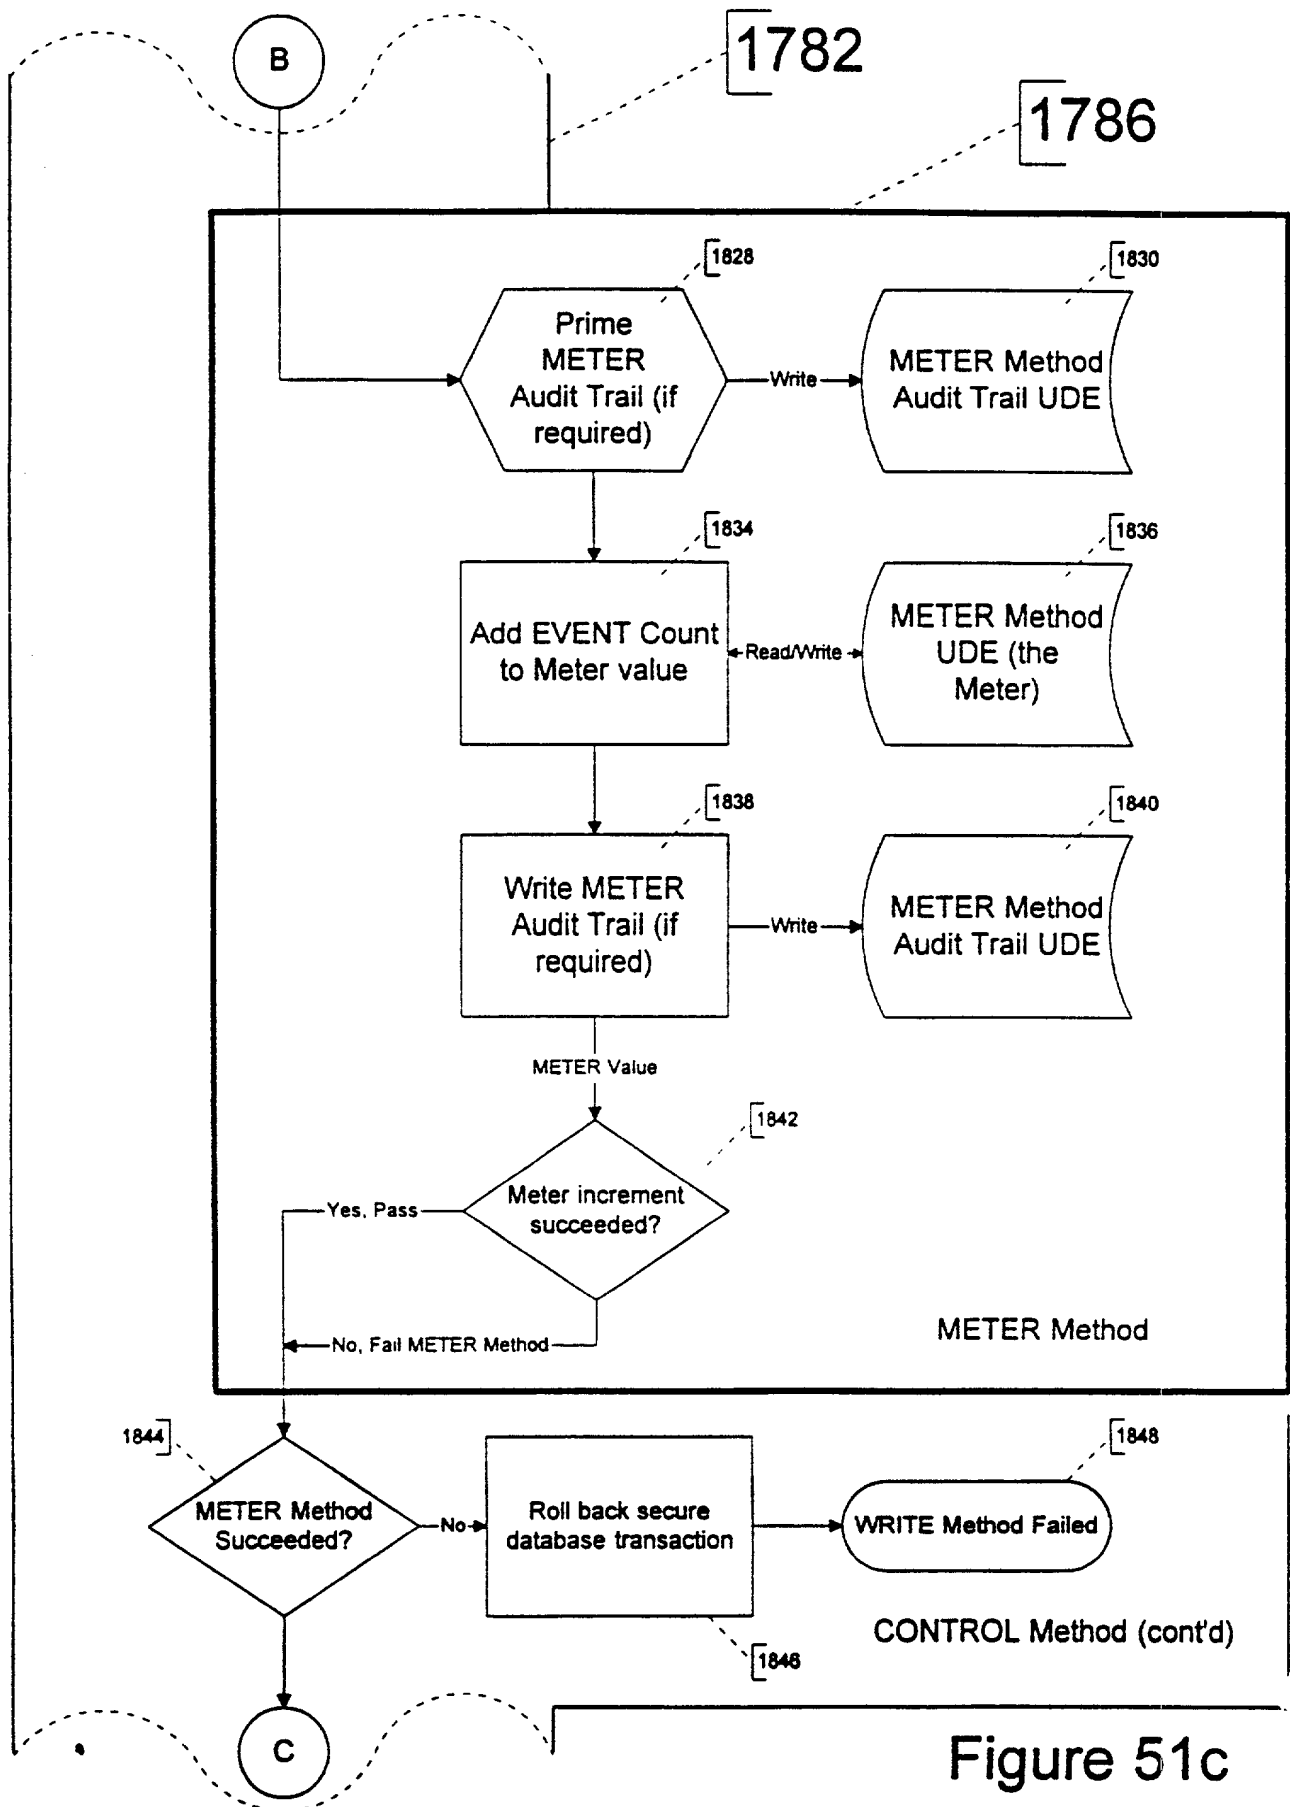 B
1782
1786
1828
Prime
METER
Audit Trail (if
required)
Write
1830
METER Method
Audit Trail UDE
1834
Add EVENT Count
to Meter value
Read/Write
1836
METER Method
UDE (the
Meter)
1838
Write METER
Audit Trail (if
required)
Write
1840
METER Method
Audit Trail UDE
METER Value
1842
Meter increment
succeeded?
Yes, Pass
No, Fail METER Method
METER Method
1844
METER Method
Succeeded?
No
Roll back secure
database transaction
1846
1848
WRITE Method Failed
CONTROL Method (cont'd)
C
Figure 51c